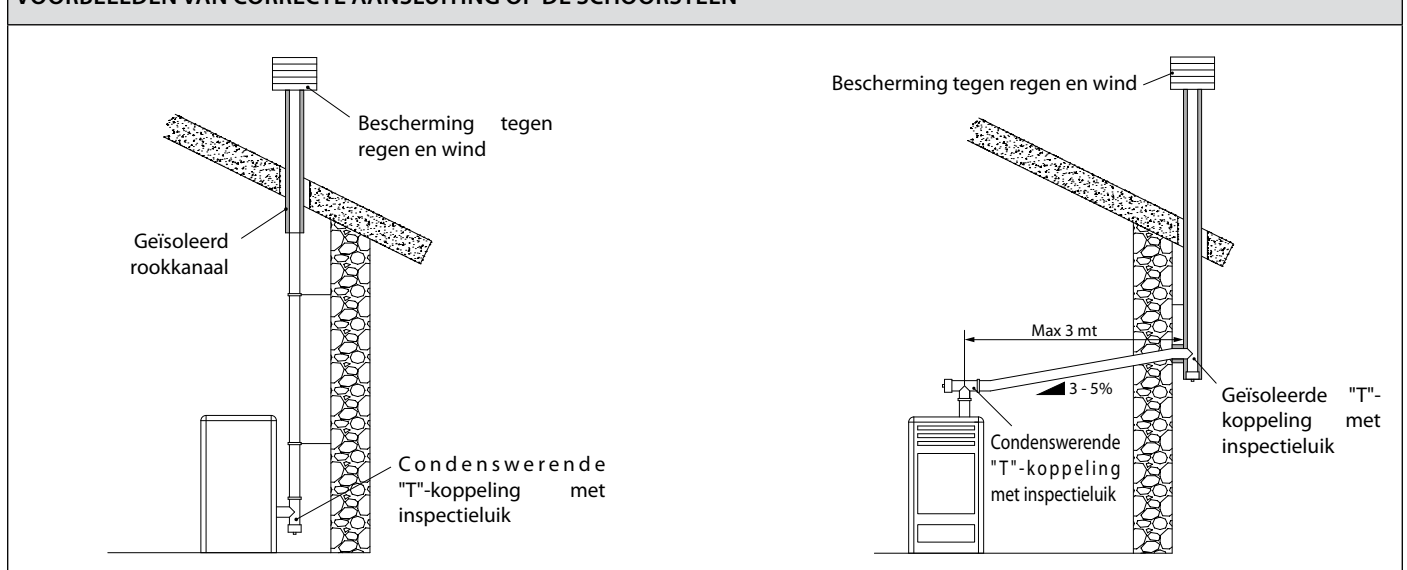 VOORBEELDEN VAN CORRECTE AANSLUITING OP DE SCHOORSTEEN
Bescherming tegen
regen en wind
Geïsoleerd
rookkanaal
Condenswerende
"T"-koppeling met
inspectieluik
Bescherming tegen regen en wind
Max 3 mt
3 - 5%
Condenswerende
"T"-koppeling
met inspectieluik
Geïsoleerde "T"-
koppeling met
inspectieluik